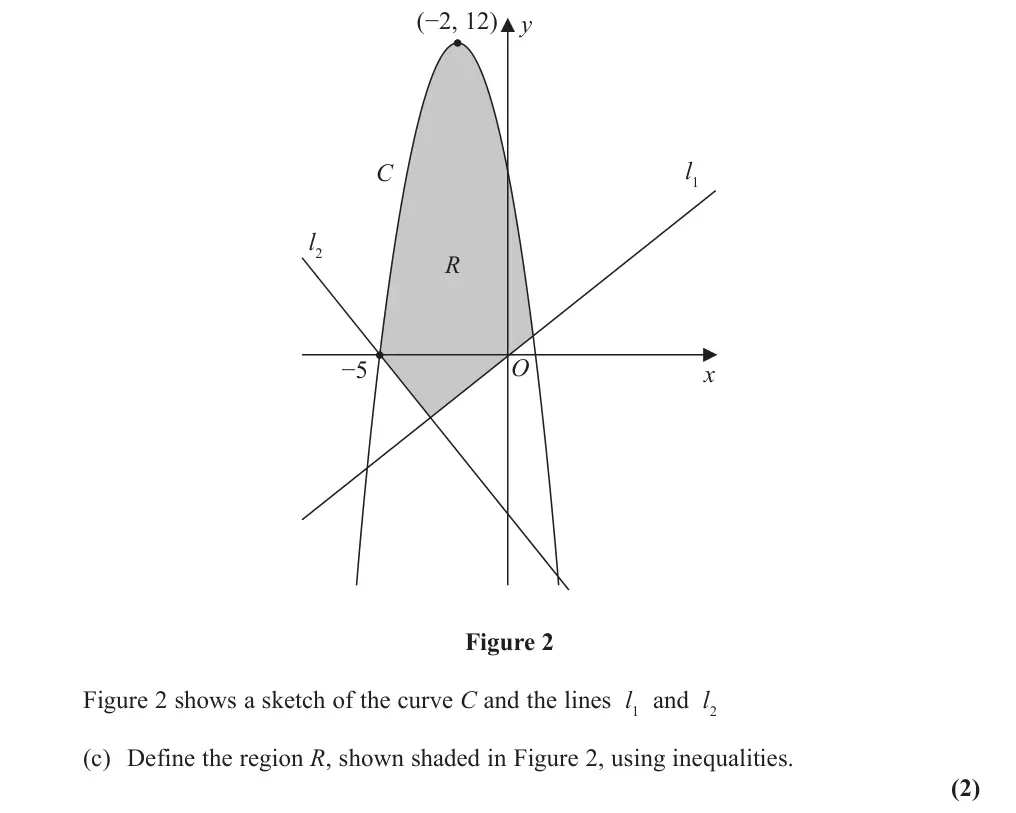 (−2, 12)
y
C
l₁
l₂
R
−5
O
x
Figure 2
Figure 2 shows a sketch of the curve C and the lines l₁ and l₂
(c) Define the region R, shown shaded in Figure 2, using inequalities.
(2)